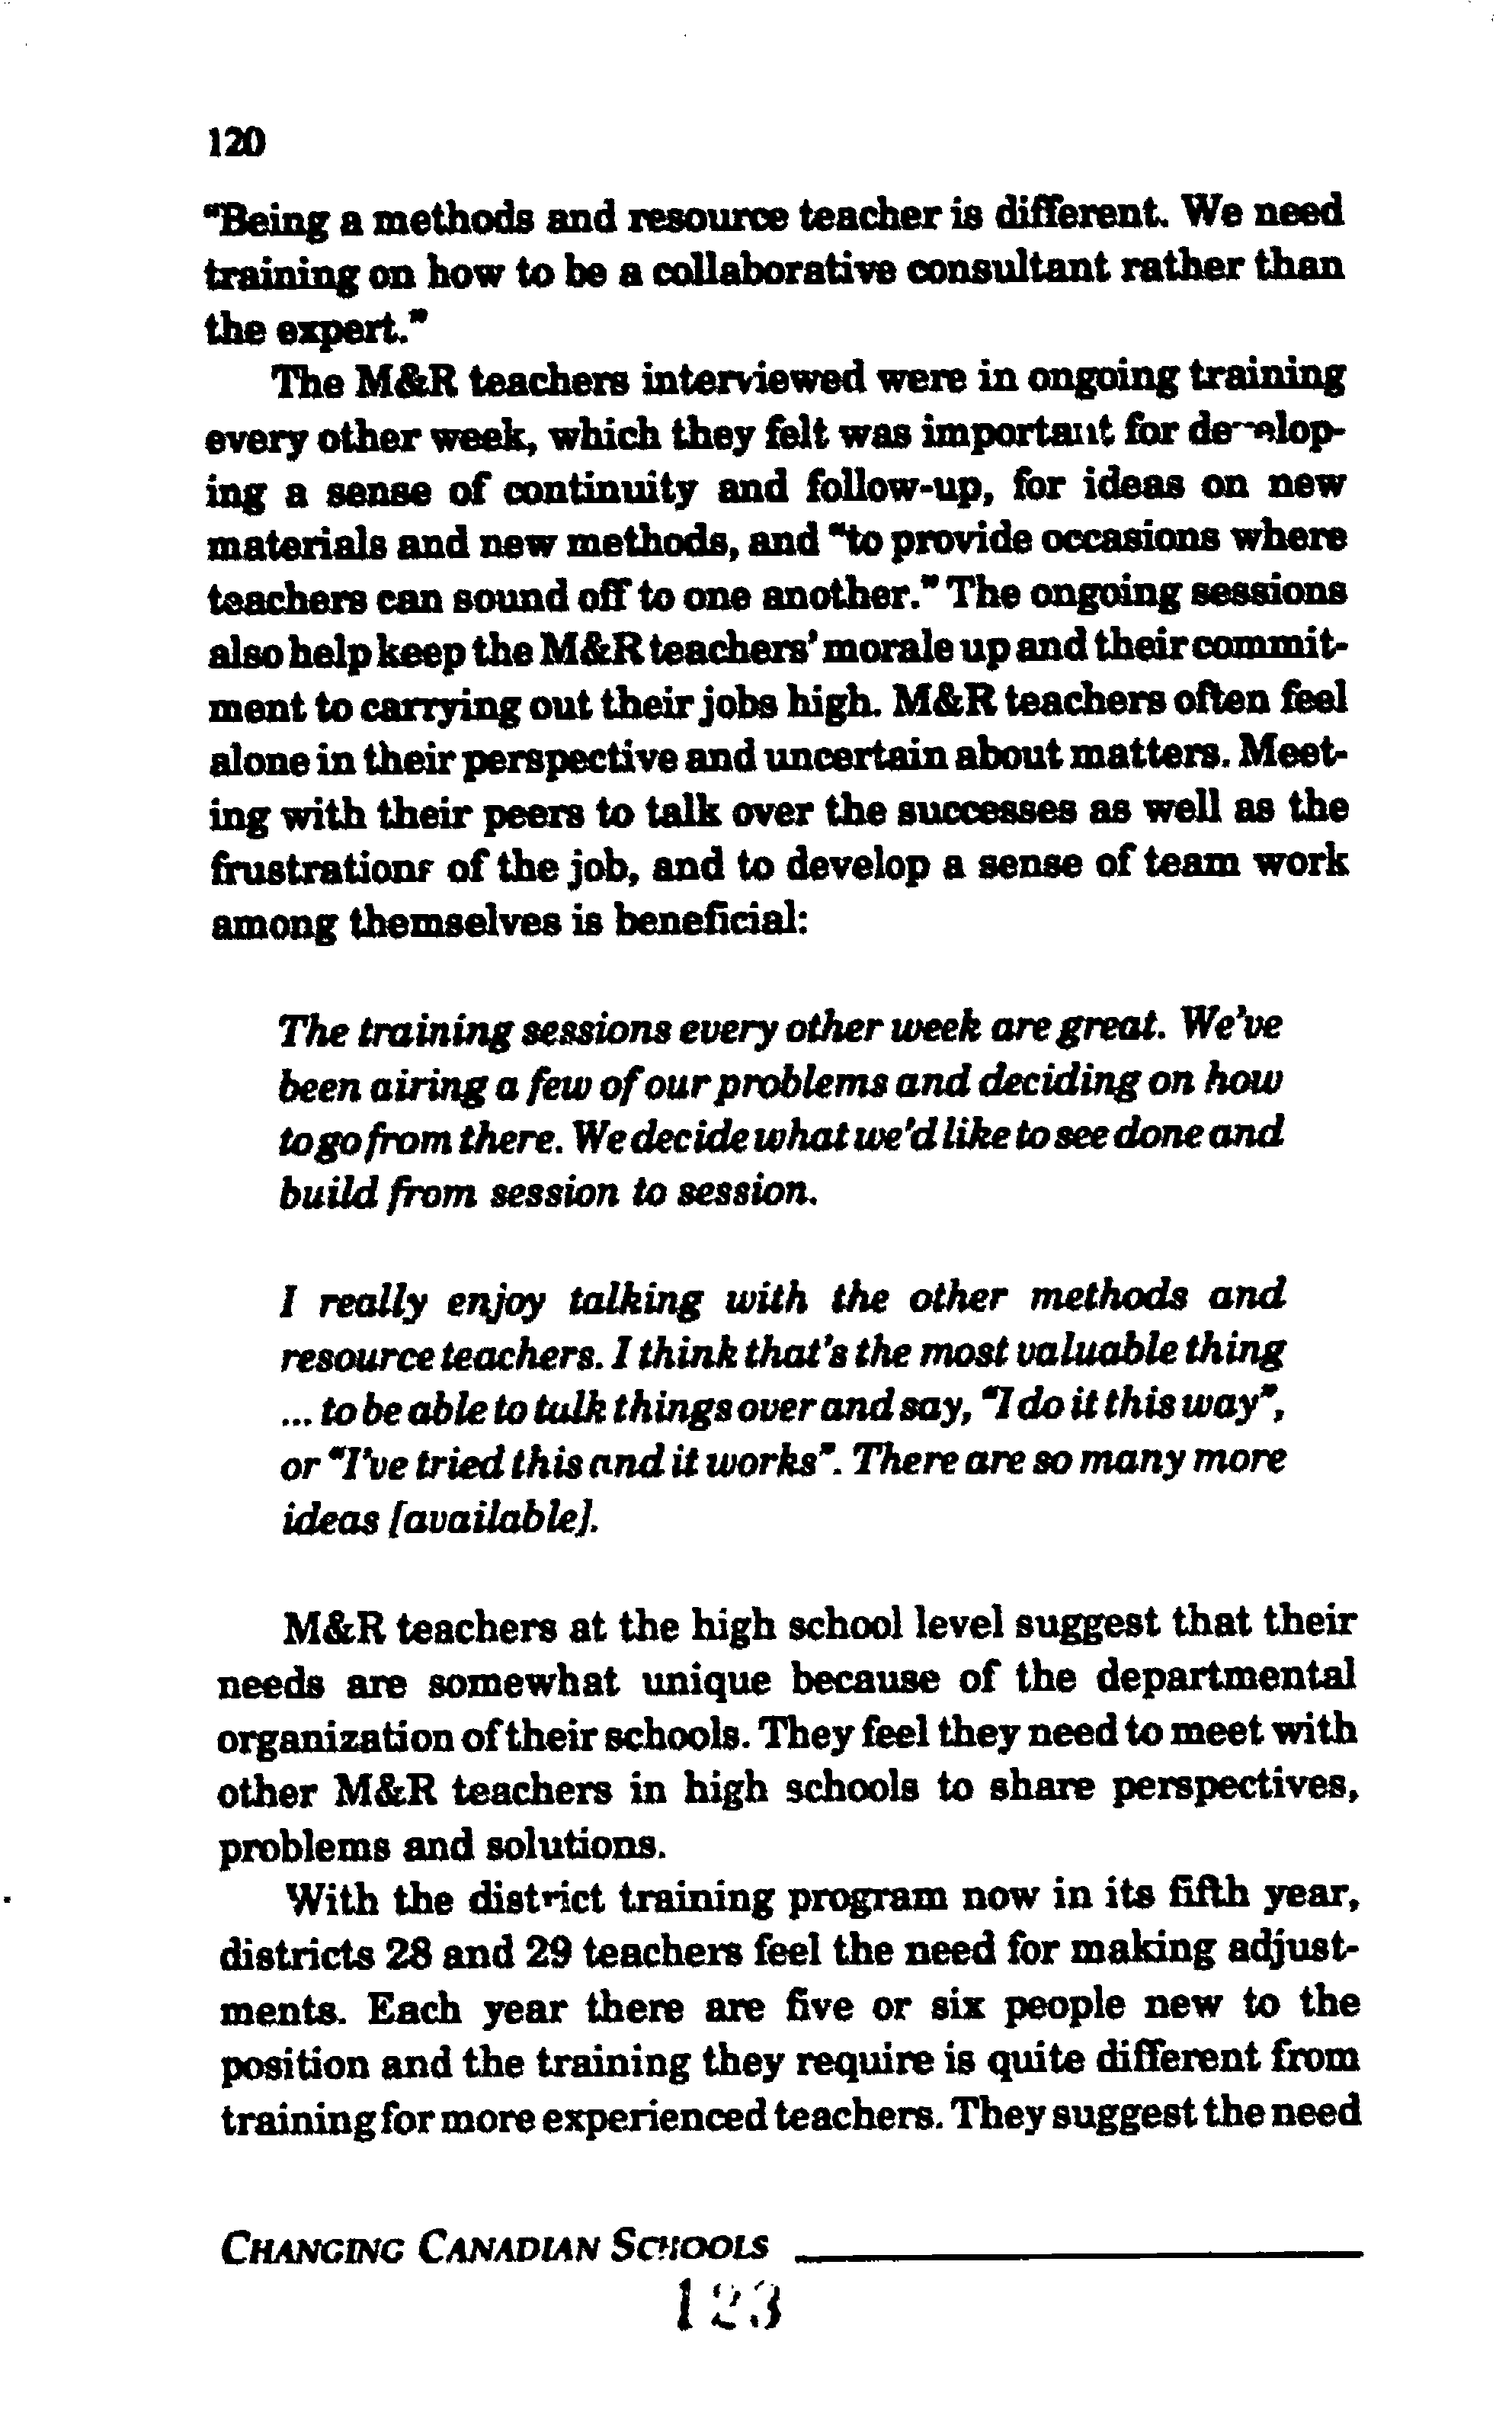 120
"Being a methods and resource teacher is different. We need
training on how to be a collaborative consultant rather than
the expert."
The M&R teachers interviewed were in ongoing training
every other week, which they felt was important for develop-
ing a sense of continuity and follow-up, for ideas on new
materials and new methods, and "to provide occasions where
teachers can sound off to one another." The ongoing sessions
also help keep the M&R teachers' morale up and their commit-
ment to carrying out their jobs high. M&R teachers often feel
alone in their perspective and uncertain about matters. Meet-
ing with their peers to talk over the successes as well as the
frustrations of the job, and to develop a sense of team work
among themselves is beneficial:
The training sessions every other week are great. We've
been airing a few of our problems and deciding on how
to go from there. We decide what we'd like to see done and
build from session to session.
I really enjoy talking with the other methods and
resource teachers. I think that's the most valuable thing
... to be able to talk things over and say, "I do it this way",
or "I've tried this and it works". There are so many more
ideas [available].
M&R teachers at the high school level suggest that their
needs are somewhat unique because of the departmental
organization of their schools. They feel they need to meet with
other M&R teachers in high schools to share perspectives,
problems and solutions.
With the district training program now in its fifth year,
districts 28 and 29 teachers feel the need for making adjust-
ments. Each year there are five or six people new to the
position and the training they require is quite different from
training for more experienced teachers. They suggest the need
CHANGING CANADIAN SCHOOLS
123